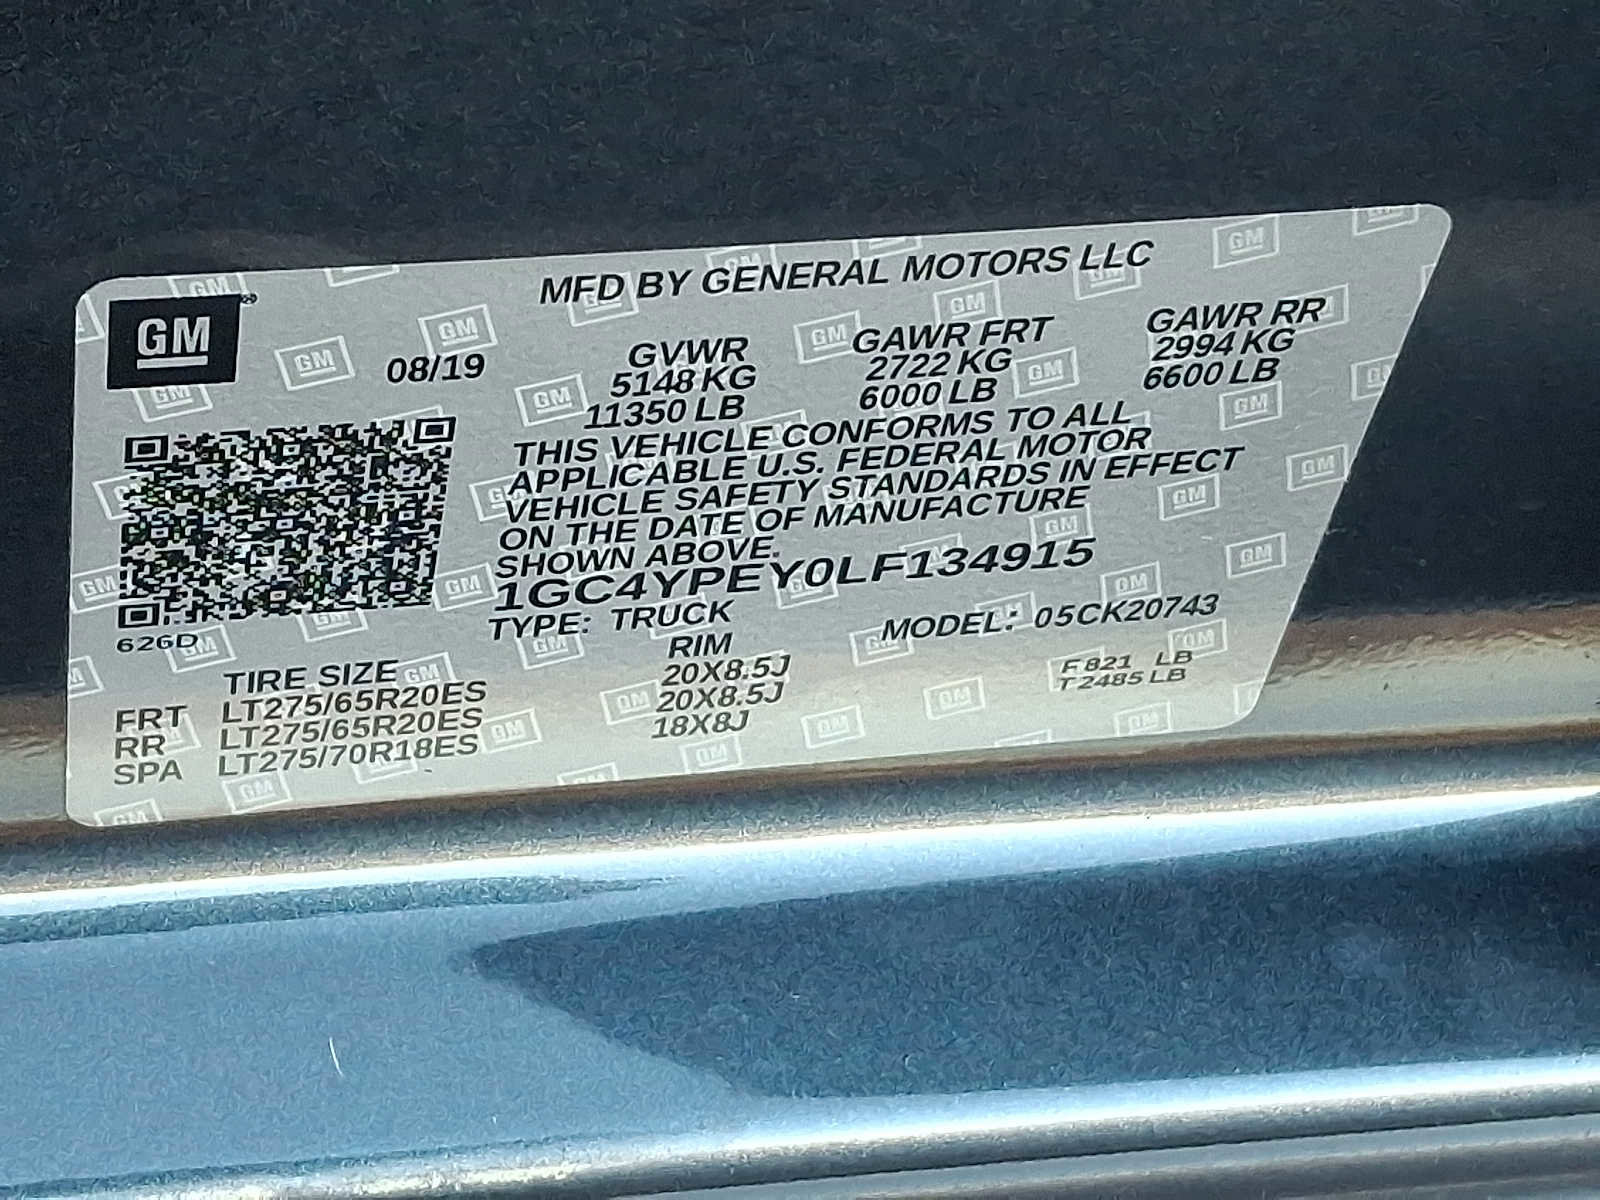 GM
MFD BY GENERAL MOTORS LLC
08/19
GVWR GAWR FRT GAWR RR
5148 KG 2722 KG 2994 KG
11350 LB 6000 LB 6600 LB
THIS VEHICLE CONFORMS TO ALL
APPLICABLE U.S. FEDERAL MOTOR
VEHICLE SAFETY STANDARDS IN EFFECT
ON THE DATE OF MANUFACTURE
SHOWN ABOVE.
1GC4YPEY0LF134915
TYPE: TRUCK MODEL: 05CK20743
626D
TIRE SIZE RIM
FRT LT275/65R20ES 20X8.5J
RR LT275/65R20ES 20X8.5J
SPA LT275/70R18ES 18X8J
F 821 LB
T 2485 LB